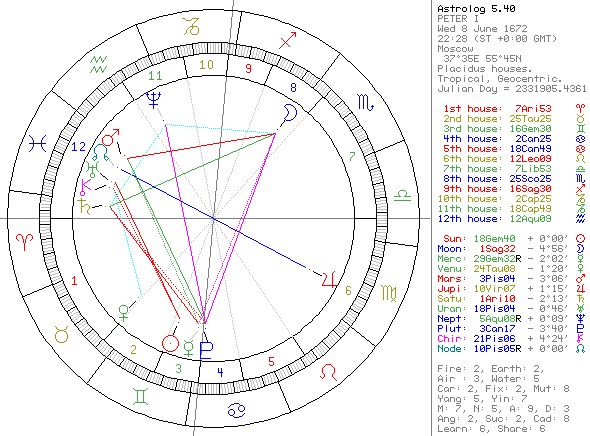 Astrolog 5.40
PETER I
Wed 8 June 1672
22:28 (ST +0:00 GMT)
Moscow
37°35E 55°45N
Placidus houses.
Tropical, Geocentric.
Julian Day = 2331905.4361
1st house: 7Ari53 ♈
2nd house: 25Tau25 ♉
3rd house: 16Gem30 ♊
4th house: 2Can25 ♋
5th house: 18Can49 ♋
6th house: 12Leo09 ♌
7th house: 7Lib53 ♎
8th house: 25Sco25 ♏
9th house: 16Sag30 ♐
10th house: 2Cap25 ♑
11th house: 18Cap49 ♑
12th house: 12Aqu09 ♒
Sun: 18Gem40 + 0°00' ☉
Moon: 1Sag32 - 4°56' ☽
Merc: 29Gem32R - 2°02' ☿
Venu: 24Tau08 - 1°20' ♀
Mars: 3Pis04 - 3°06' ♂
Jupi: 10Vir07 + 1°15' ♃
Satu: 1Ari10 - 2°13' ♄
Uran: 18Pis04 - 0°46' ♅
Nept: 5Aqu08R + 0°09' ♆
Plut: 3Can17 - 3°40' ♇
Chir: 21Pis06 + 4°24' ⚷
Node: 10Pis05R + 0°00' ☊
Fire: 2, Earth: 2,
Air : 3, Water: 5
Car: 2, Fix: 2, Mut: 8
Yang: 5, Yin: 7
M: 7, N: 5, A: 9, D: 3
Ang: 2, Suc: 2, Cad: 8
Learn: 6, Share: 6
10
11
9
8
12
7
1
6
2
3
4
5